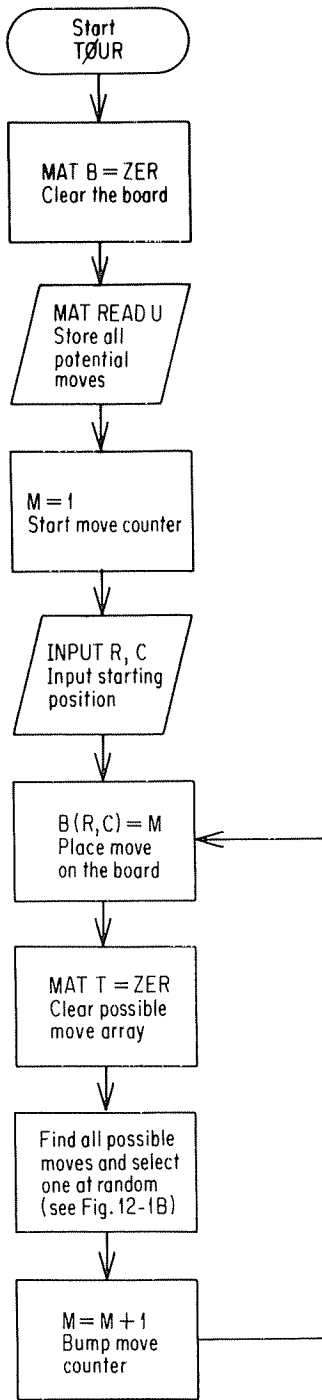 Start
TØUR
MAT B = ZER
Clear the board
MAT READ U
Store all
potential
moves
M = 1
Start move counter
INPUT R, C
Input starting
position
B(R,C) = M
Place move
on the board
MAT T = ZER
Clear possible
move array
Find all possible
moves and select
one at random
(see Fig. 12-1B)
M = M + 1
Bump move
counter